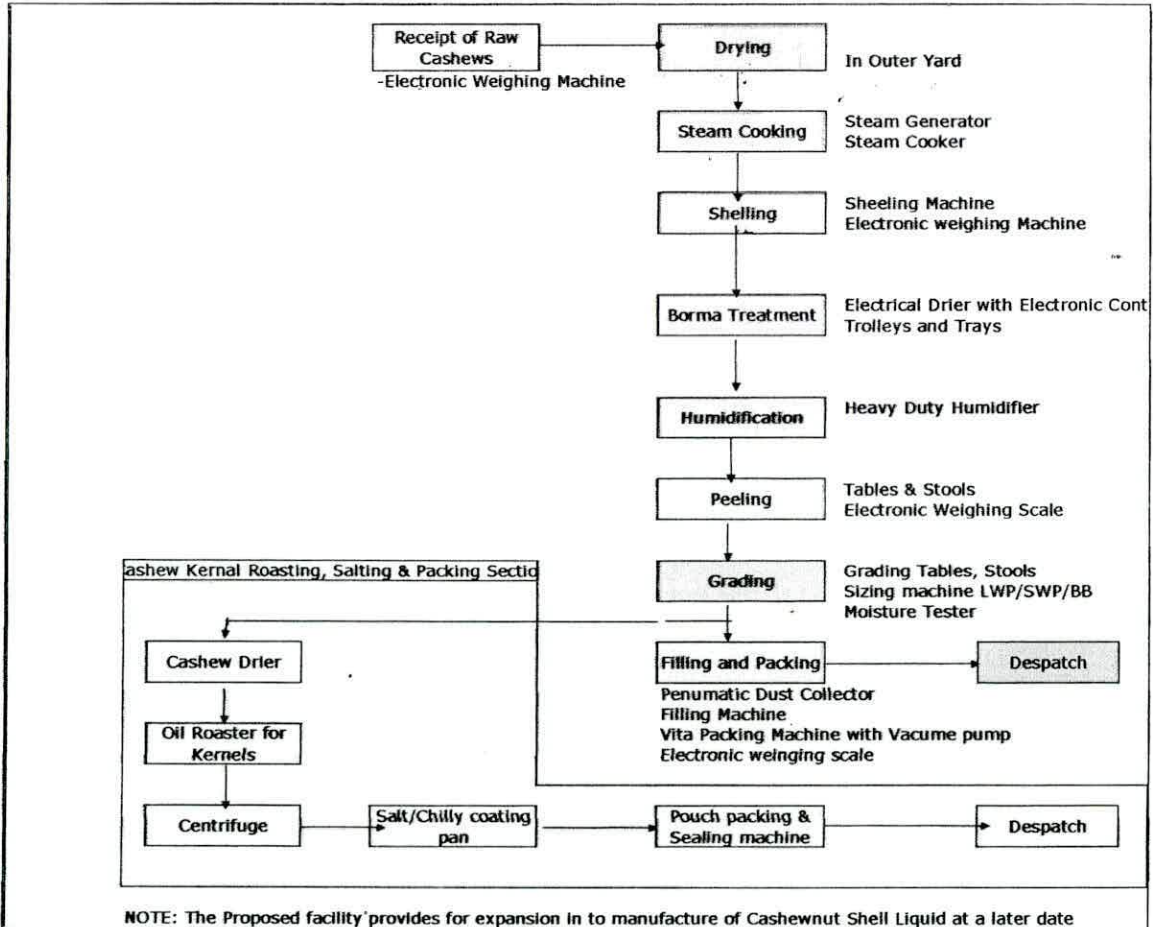 Receipt of Raw
Cashews
-Electronic Weighing Machine
Drying
In Outer Yard
Steam Cooking
Steam Generator
Steam Cooker
Shelling
Sheeling Machine
Electronic weighing Machine
Borma Treatment
Electrical Drier with Electronic Cont
Trolleys and Trays
Humidification
Heavy Duty Humidifier
Peeling
Tables & Stools
Electronic Weighing Scale
Grading
Grading Tables, Stools
Sizing machine LWP/SWP/BB
Moisture Tester
Filling and Packing
Despatch
Penumatic Dust Collector
Filling Machine
Vita Packing Machine with Vacume pump
Electronic weinging scale
ashew Kernal Roasting, Salting & Packing Sectio
Cashew Drier
Oil Roaster for
Kernels
Centrifuge
Salt/Chilly coating
pan
Pouch packing &
Sealing machine
Despatch
NOTE: The Proposed facility provides for expansion in to manufacture of Cashewnut Shell Liquid at a later date